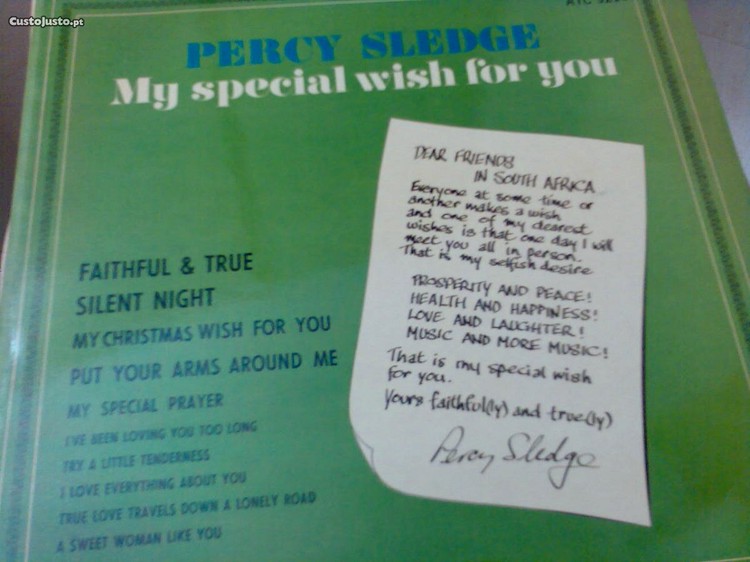 CustoJusto.pt
PERCY SLEDGE
My special wish for you
DEAR FRIENDS
IN SOUTH AFRICA
Everyone at some time or
another makes a wish
and one of my dearest
wishes is that one day I will
meet you all in person.
That is my selfish desire
PROSPERITY AND PEACE!
HEALTH AND HAPPINESS!
LOVE AND LAUGHTER!
MUSIC AND MORE MUSIC!
That is my special wish
for you.
Yours faithful(ly) and true(ly)
Percy Sledge
FAITHFUL & TRUE
SILENT NIGHT
MY CHRISTMAS WISH FOR YOU
PUT YOUR ARMS AROUND ME
MY SPECIAL PRAYER
I'VE BEEN LOVING YOU TOO LONG
TRY A LITTLE TENDERNESS
I LOVE EVERYTHING ABOUT YOU
TRUE LOVE TRAVELS DOWN A LONELY ROAD
A SWEET WOMAN LIKE YOU